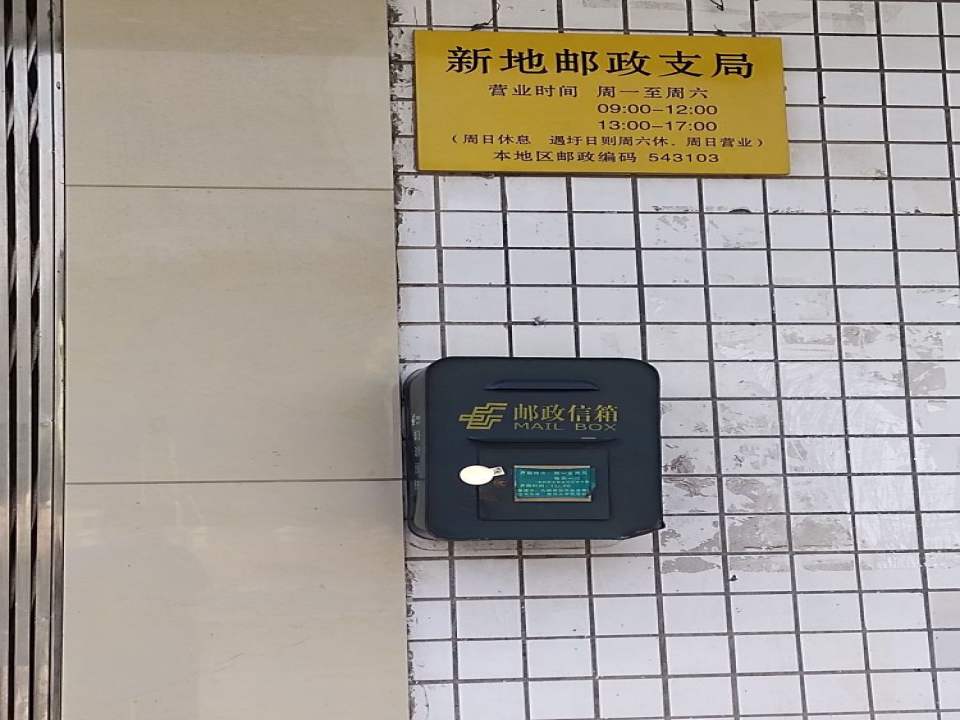 新地邮政支局
营业时间 周一至周六
09:00-12:00
13:00-17:00
（周日休息 遇圩日则周六休，周日营业）
本地区邮政编码 543103
邮政信箱
MAIL BOX